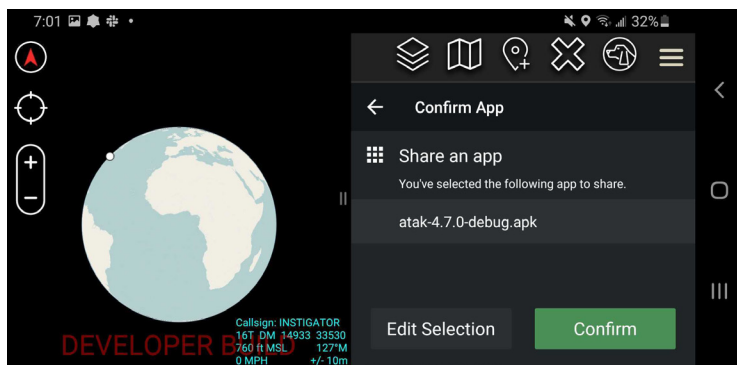 7:01
32%
+
−
Callsign: INSTIGATOR
16T DM 14933 33530
760 ft MSL 127°M
0 MPH +/- 10m
DEVELOPER BUILD
Confirm App
Share an app
You've selected the following app to share.
atak-4.7.0-debug.apk
Edit Selection
Confirm